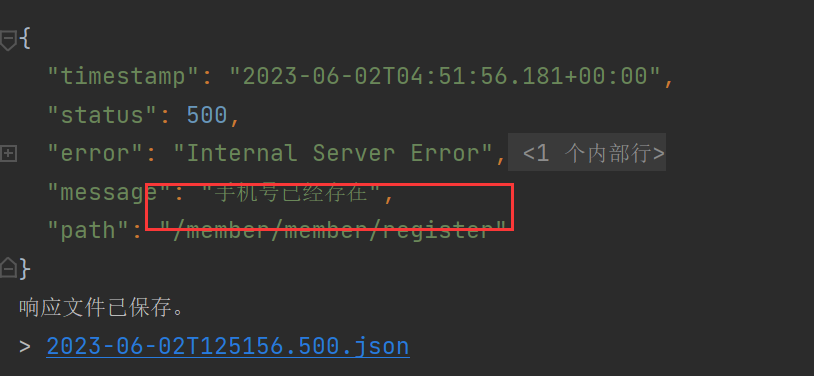 {
"timestamp": "2023-06-02T04:51:56.181+00:00",
"status": 500,
"error": "Internal Server Error", <1 个内部行>
"message": "手机号已经存在",
"path": "/member/member/register"
}
响应文件已保存。
> 2023-06-02T125156.500.json